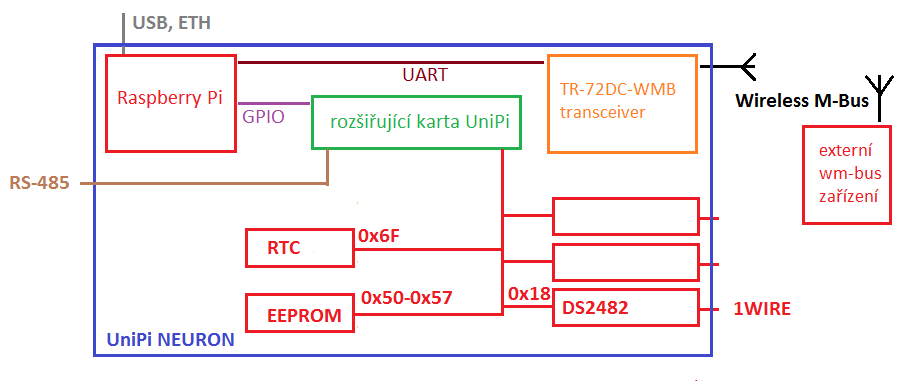 USB, ETH
Raspberry Pi
UART
GPIO
rozšiřující karta UniPi
TR-72DC-WMB
transceiver
Wireless M-Bus
externí
wm-bus
zařízení
RS-485
RTC
0x6F
EEPROM
0x50-0x57
0x18
DS2482
1WIRE
UniPi NEURON